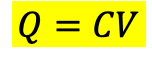 Q = CV